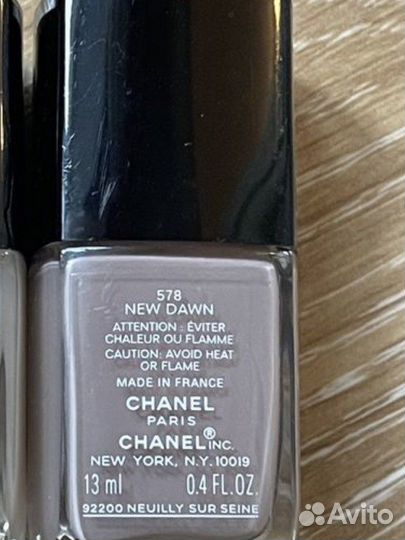 578
NEW DAWN
ATTENTION : ÉVITER
CHALEUR OU FLAMME
CAUTION: AVOID HEAT
OR FLAME
MADE IN FRANCE
CHANEL
PARIS
CHANEL® INC.
NEW YORK, N.Y. 10019
13 ml 0.4 FL.OZ.
92200 NEUILLY SUR SEINE
Avito